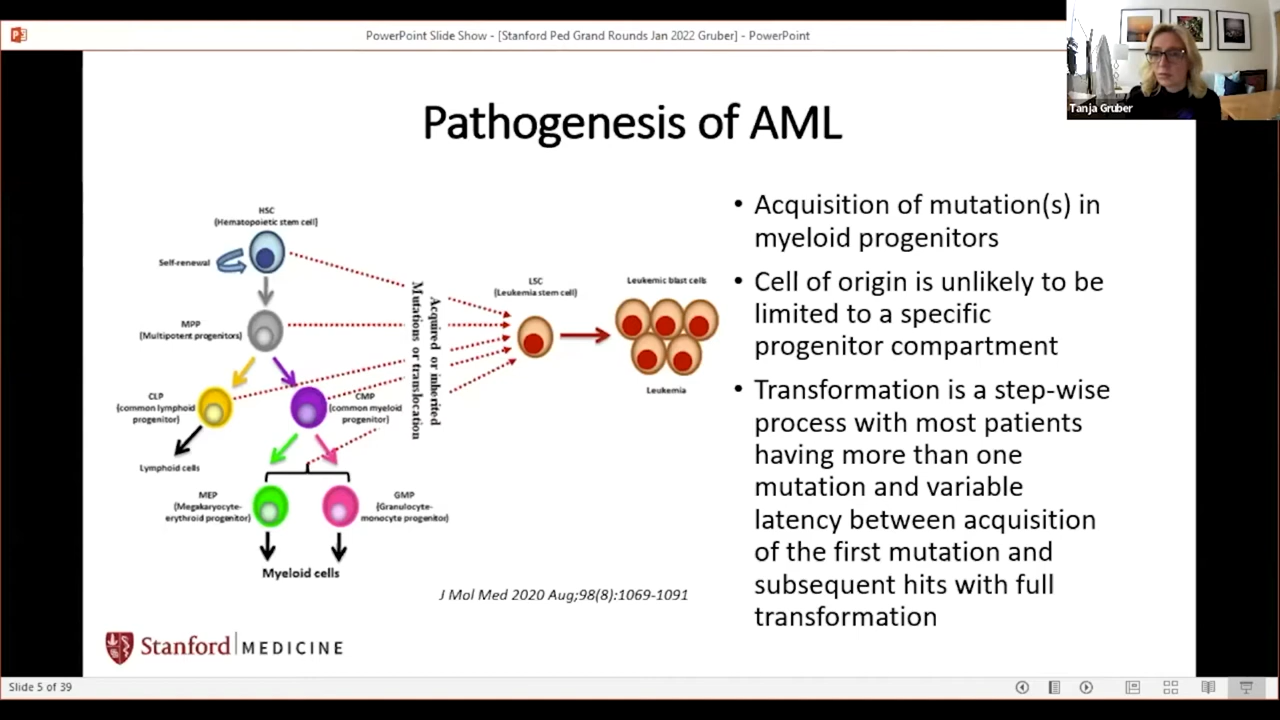 PowerPoint Slide Show - [Stanford Ped Grand Rounds Jan 2022 Gruber] - PowerPoint
Tanja Gruber
Pathogenesis of AML
HSC
(Hematopoietic stem cell)
Self-renewal
MPP
(Multipotent progenitors)
CLP
(common lymphoid
progenitor)
CMP
(common myeloid
progenitor)
Lymphoid cells
MEP
(Megakaryocyte-
erythroid progenitor)
GMP
(Granulocyte-
monocyte progenitor)
Myeloid cells
Acquired or inherited
Mutations or translocation
LSC
(Leukemia stem cell)
Leukemic blast cells
Leukemia
J Mol Med 2020 Aug;98(8):1069-1091
• Acquisition of mutation(s) in
myeloid progenitors
• Cell of origin is unlikely to be
limited to a specific
progenitor compartment
• Transformation is a step-wise
process with most patients
having more than one
mutation and variable
latency between acquisition
of the first mutation and
subsequent hits with full
transformation
Stanford MEDICINE
Slide 5 of 39